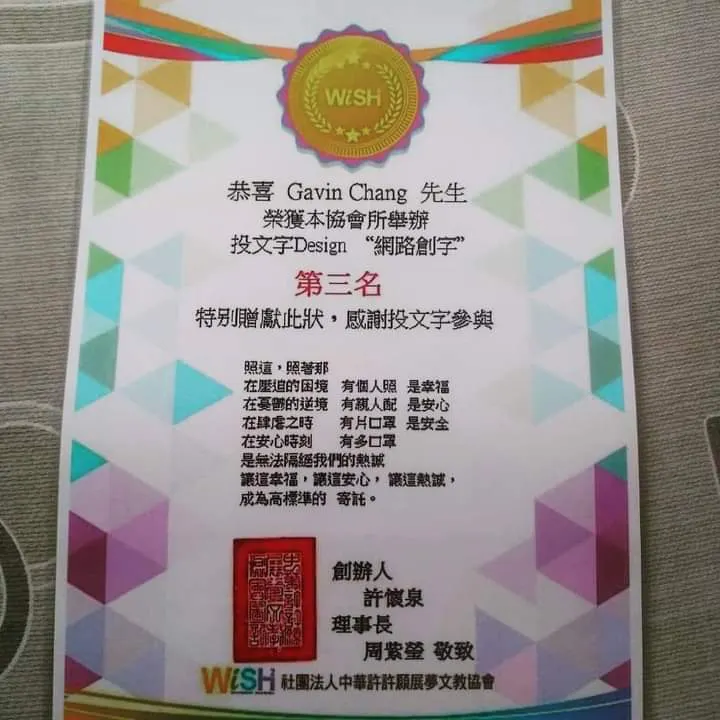 WiSH
恭喜 Gavin Chang 先生
榮獲本協會所舉辦
投文字Design “網路創字”
第三名
特別贈獻此狀，感謝投文字參與
照這，照著那
在壓迫的困境 有個人照 是幸福
在憂鬱的逆境 有親人配 是安心
在肆虐之時 有片口罩 是安全
在安心時刻 有多口罩
是無法隔絕我們的熱誠
讓這幸福，讓這安心，讓這熱誠，
成為高標準的 寄託。
創辦人
許懷泉
理事長
周紫瑩 敬致
WiSH 社團法人中華許許願展夢文教協會